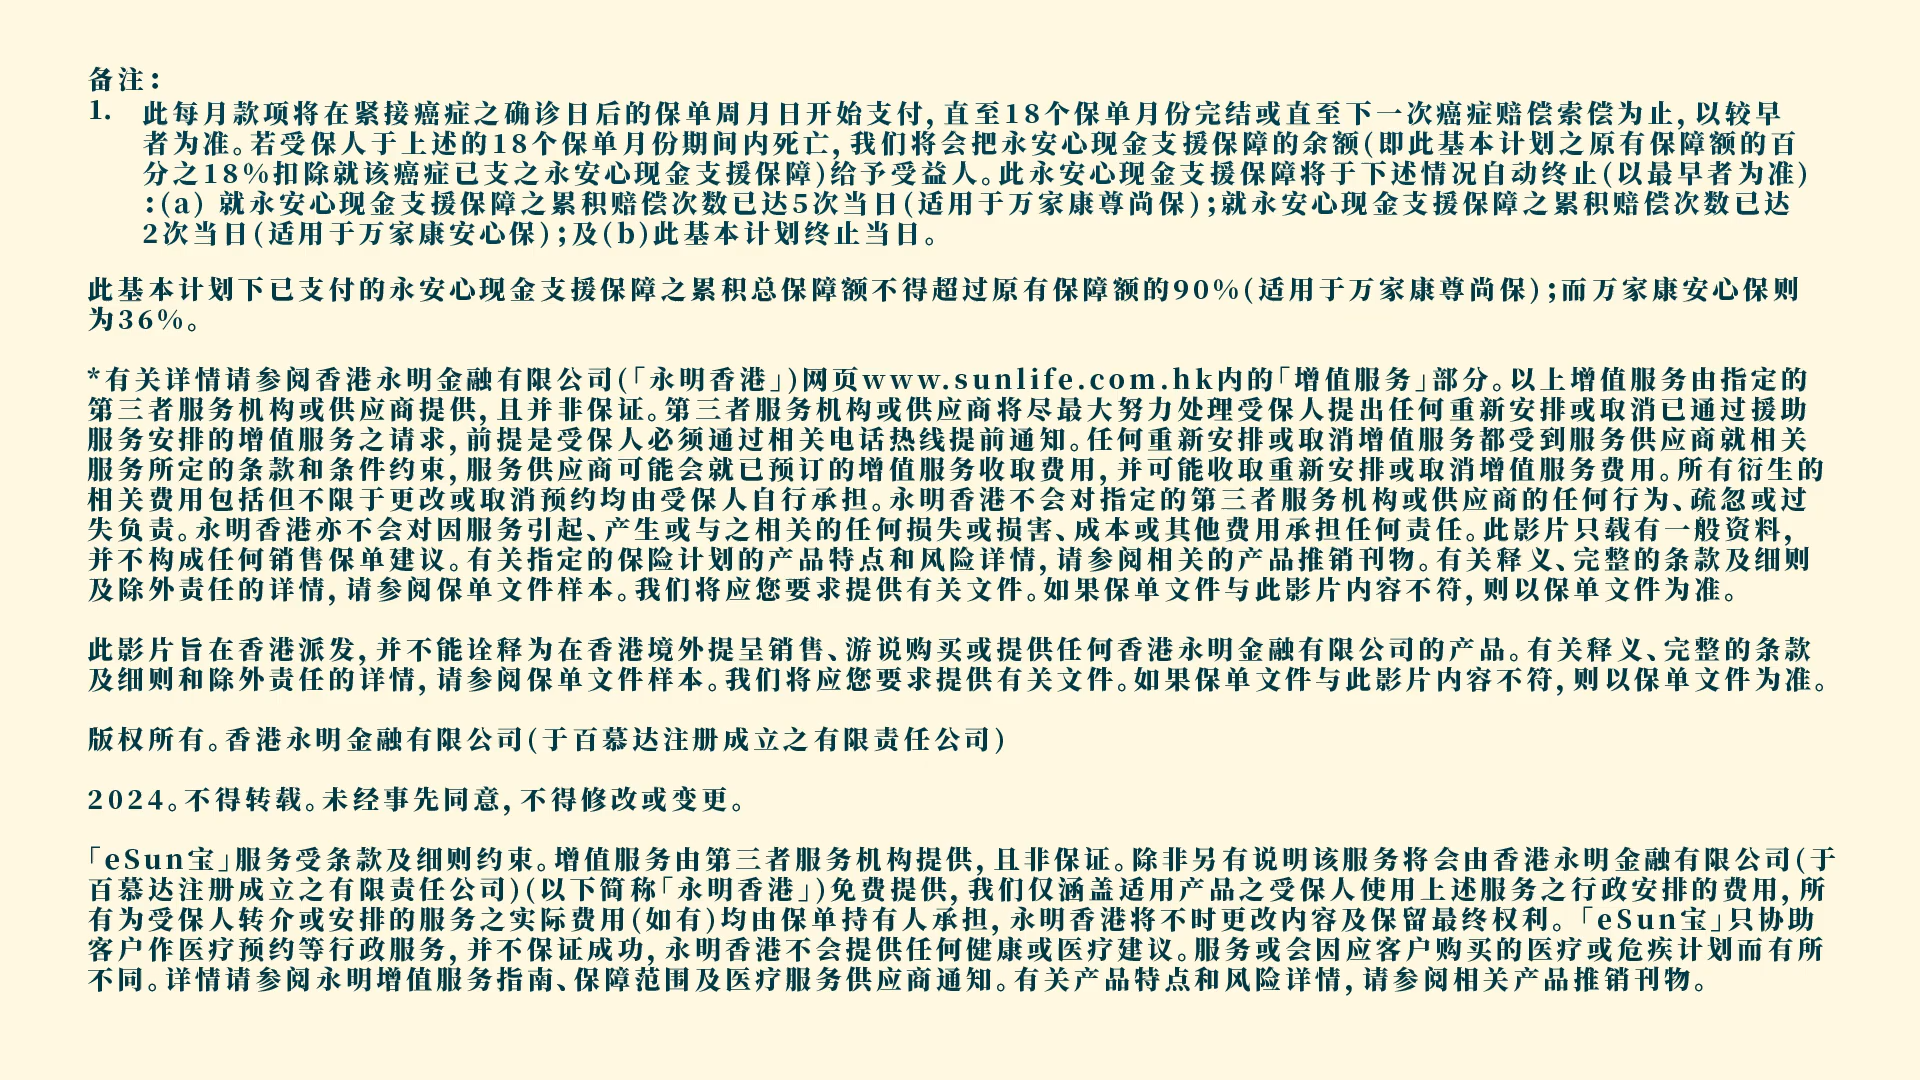 备注：
1. 此每月款项将在紧接癌症之确诊日后的保单周月日开始支付，直至18个保单月份完结或直至下一次癌症赔偿索偿为止，以较早
者为准。若受保人于上述的18个保单月份期间内死亡，我们将会把永安心现金支援保障的余额(即此基本计划之原有保障额的百
分之18%扣除就该癌症已支之永安心现金支援保障)给予受益人。此永安心现金支援保障将于下述情况自动终止(以最早者为准)
：(a) 就永安心现金支援保障之累积赔偿次数已达5次当日(适用于万家康尊尚保)；就永安心现金支援保障之累积赔偿次数已达
2次当日(适用于万家康安心保)；及(b)此基本计划终止当日。
此基本计划下已支付的永安心现金支援保障之累积总保障额不得超过原有保障额的90%(适用于万家康尊尚保)；而万家康安心保则
为36%。
*有关详情请参阅香港永明金融有限公司(「永明香港」)网页www.sunlife.com.hk内的「增值服务」部分。以上增值服务由指定的
第三者服务机构或供应商提供，且并非保证。第三者服务机构或供应商将尽最大努力处理受保人提出任何重新安排或取消已通过援助
服务安排的增值服务之请求，前提是受保人必须通过相关电话热线提前通知。任何重新安排或取消增值服务都受到服务供应商就相关
服务所定的条款和条件约束，服务供应商可能会就已预订的增值服务收取费用，并可能收取重新安排或取消增值服务费用。所有衍生的
相关费用包括但不限于更改或取消预约均由受保人自行承担。永明香港不会对指定的第三者服务机构或供应商的任何行为、疏忽或过
失负责。永明香港亦不会对因服务引起、产生或与之相关的任何损失或损害、成本或其他费用承担任何责任。此影片只载有一般资料，
并不构成任何销售保单建议。有关指定的保险计划的产品特点和风险详情，请参阅相关的产品推销刊物。有关释义、完整的条款及细则
及除外责任的详情，请参阅保单文件样本。我们将应您要求提供有关文件。如果保单文件与此影片内容不符，则以保单文件为准。
此影片旨在香港派发，并不能诠释为在香港境外提呈销售、游说购买或提供任何香港永明金融有限公司的产品。有关释义、完整的条款
及细则和除外责任的详情，请参阅保单文件样本。我们将应您要求提供有关文件。如果保单文件与此影片内容不符，则以保单文件为准。
版权所有。香港永明金融有限公司(于百慕达注册成立之有限责任公司)
2024。不得转载。未经事先同意，不得修改或变更。
「eSun宝」服务受条款及细则约束。增值服务由第三者服务机构提供，且非保证。除非另有说明该服务将会由香港永明金融有限公司(于
百慕达注册成立之有限责任公司)(以下简称「永明香港」)免费提供，我们仅涵盖适用产品之受保人使用上述服务之行政安排的费用，所
有为受保人转介或安排的服务之实际费用(如有)均由保单持有人承担，永明香港将不时更改内容及保留最终权利。「eSun宝」只协助
客户作医疗预约等行政服务，并不保证成功，永明香港不会提供任何健康或医疗建议。服务或会因应客户购买的医疗或危疾计划而有所
不同。详情请参阅永明增值服务指南、保障范围及医疗服务供应商通知。有关产品特点和风险详情，请参阅相关产品推销刊物。